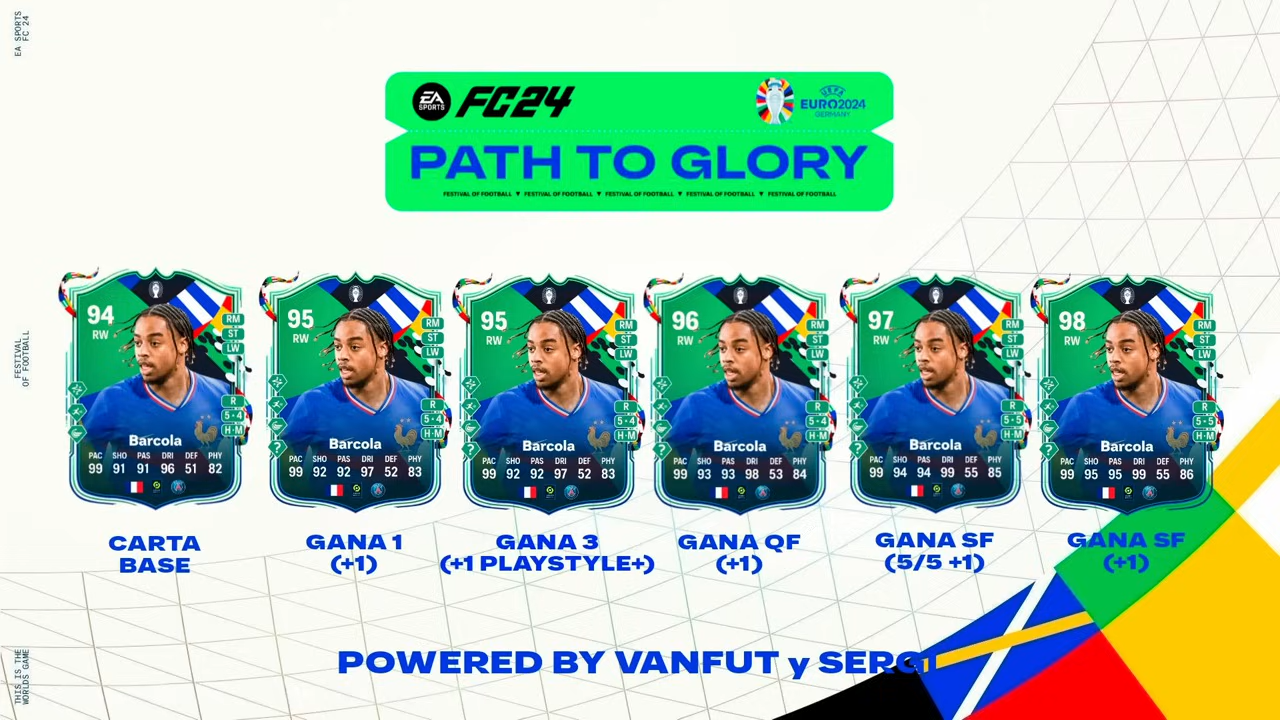 EA SPORTS
FC 24
EA
SPORTS
FC24
UEFA
EURO2024
GERMANY
PATH TO GLORY
FESTIVAL OF FOOTBALL ▼ FESTIVAL OF FOOTBALL ▼ FESTIVAL OF FOOTBALL ▼ FESTIVAL OF FOOTBALL ▼ FESTIVAL OF FOOTBALL
FESTIVAL
OF FOOTBALL
94
RW
RM
ST
LW
R
5·4
H·M
Barcola
PAC SHO PAS DRI DEF PHY
99 91 91 96 51 82
CARTA
BASE
95
RW
RM
ST
LW
R
5·4
H·M
?
Barcola
PAC SHO PAS DRI DEF PHY
99 92 92 97 52 83
GANA 1
(+1)
95
RW
RM
ST
LW
R
5·4
H·M
?
Barcola
PAC SHO PAS DRI DEF PHY
99 92 92 97 52 83
GANA 3
(+1 PLAYSTYLE+)
96
RW
RM
ST
LW
R
5·4
H·M
?
Barcola
PAC SHO PAS DRI DEF PHY
99 93 93 98 53 84
GANA QF
(+1)
97
RW
RM
ST
LW
R
5·5
H·M
?
Barcola
PAC SHO PAS DRI DEF PHY
99 94 94 99 55 85
GANA SF
(5/5 +1)
98
RW
RM
ST
LW
R
5·5
H·M
?
Barcola
PAC SHO PAS DRI DEF PHY
99 95 95 99 55 86
GANA SF
(+1)
POWERED BY VANFUT y SERGI
THIS IS THE
WORLDS GAME